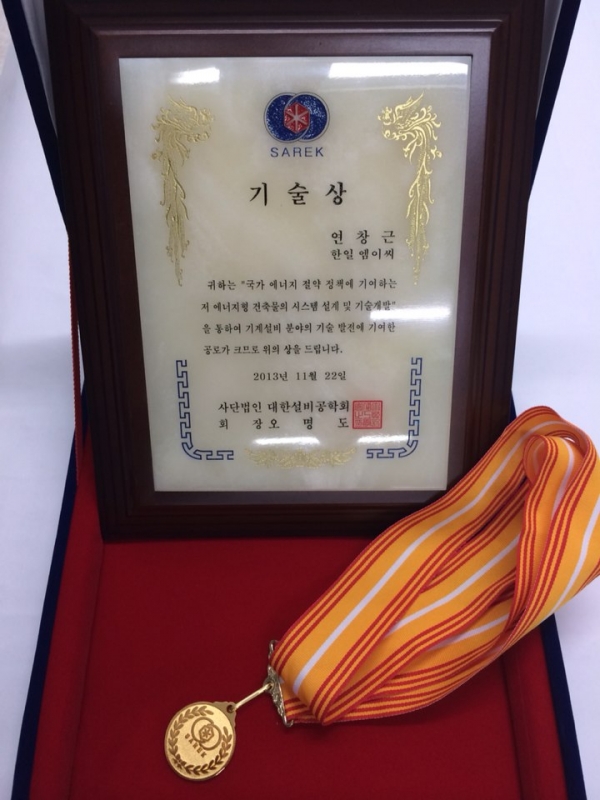 SAREK
기술상
연창근
한일 엠이씨
귀하는 "국가 에너지 절약 정책에 기여하는
저 에너지형 건축물의 시스템 설계 및 기술개발"
을 통하여 기계설비 분야의 기술 발전에 기여한
공로가 크므로 위의 상을 드립니다.
2013년 11월 22일
사단법인 대한설비공학회
회 장 오 명 도
SAREK